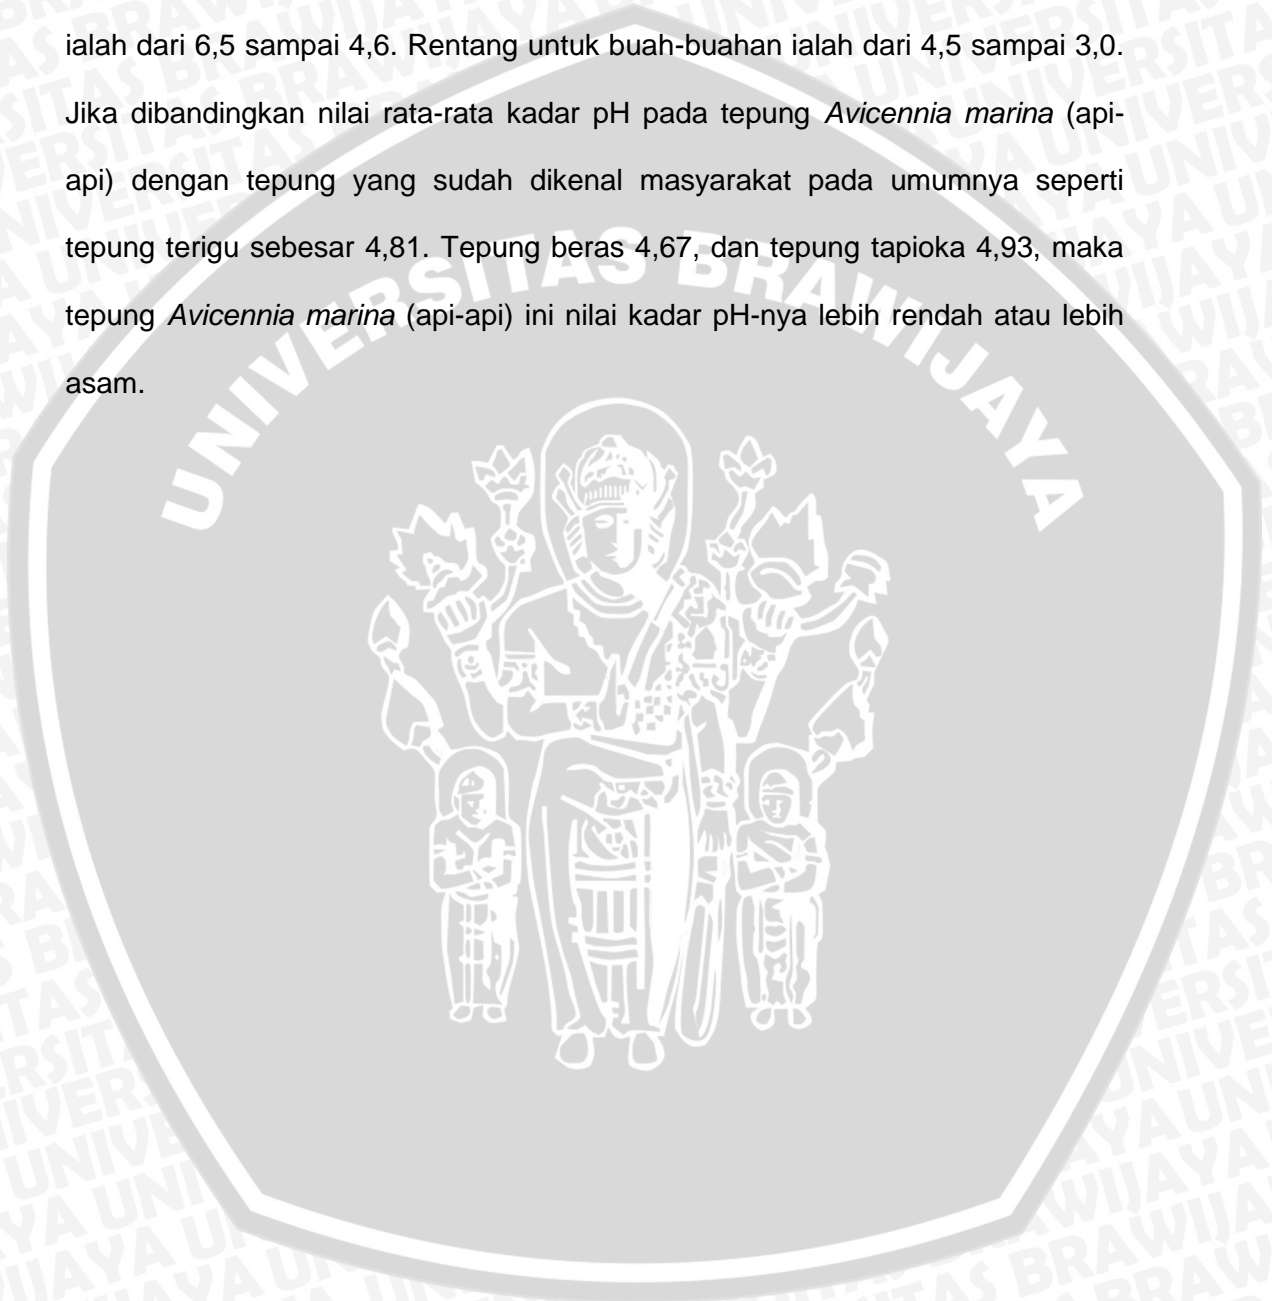 ialah dari 6,5 sampai 4,6. Rentang untuk buah-buahan ialah dari 4,5 sampai 3,0.
Jika dibandingkan nilai rata-rata kadar pH pada tepung Avicennia marina (api-
api) dengan tepung yang sudah dikenal masyarakat pada umumnya seperti
tepung terigu sebesar 4,81. Tepung beras 4,67, dan tepung tapioka 4,93, maka
tepung Avicennia marina (api-api) ini nilai kadar pH-nya lebih rendah atau lebih
asam.
UNIVERSITAS BRAWIJAYA